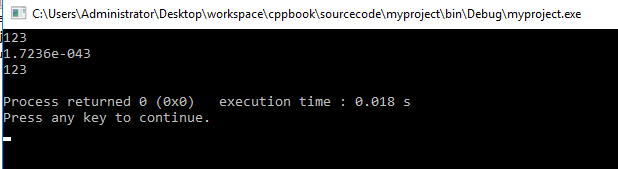 C:\Users\Administrator\Desktop\workspace\cppbook\sourcecode\myproject\bin\Debug\myproject.exe
123
1.7236e-043
123
Process returned 0 (0x0)   execution time : 0.018 s
Press any key to continue.